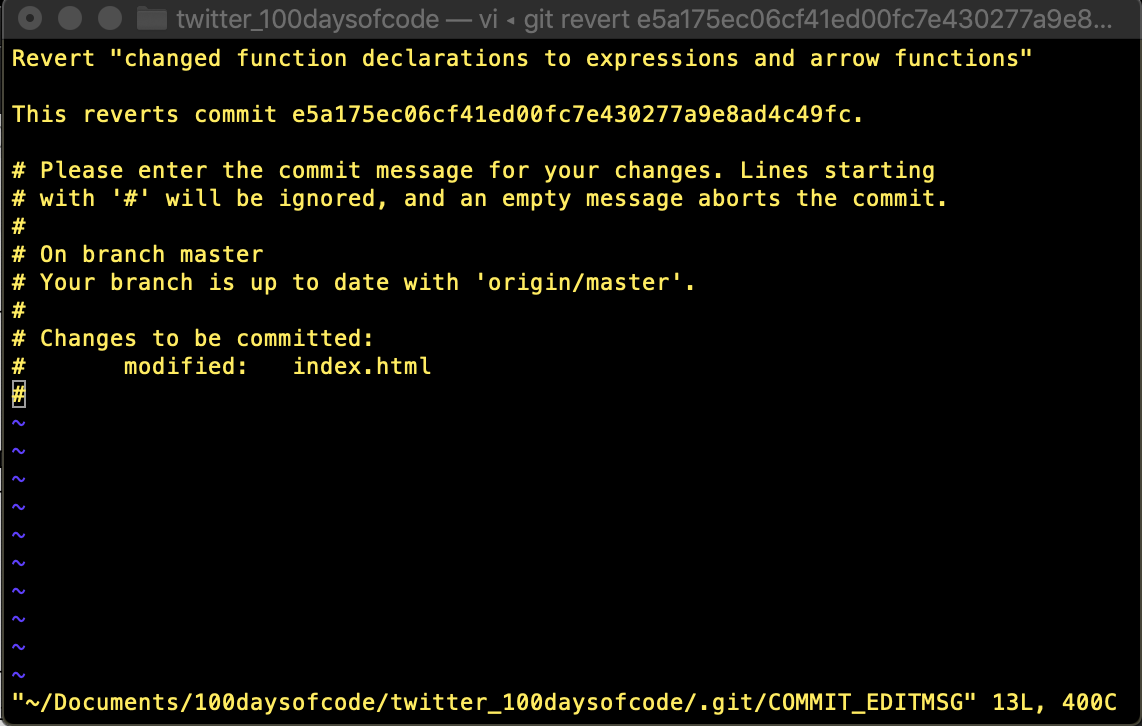 twitter_100daysofcode — vi ◂ git revert e5a175ec06cf41ed00fc7e430277a9e8...
Revert "changed function declarations to expressions and arrow functions"
This reverts commit e5a175ec06cf41ed00fc7e430277a9e8ad4c49fc.
# Please enter the commit message for your changes. Lines starting
# with '#' will be ignored, and an empty message aborts the commit.
#
# On branch master
# Your branch is up to date with 'origin/master'.
#
# Changes to be committed:
#       modified:   index.html
#
~
~
~
~
~
~
~
~
~
~
"~/Documents/100daysofcode/twitter_100daysofcode/.git/COMMIT_EDITMSG" 13L, 400C